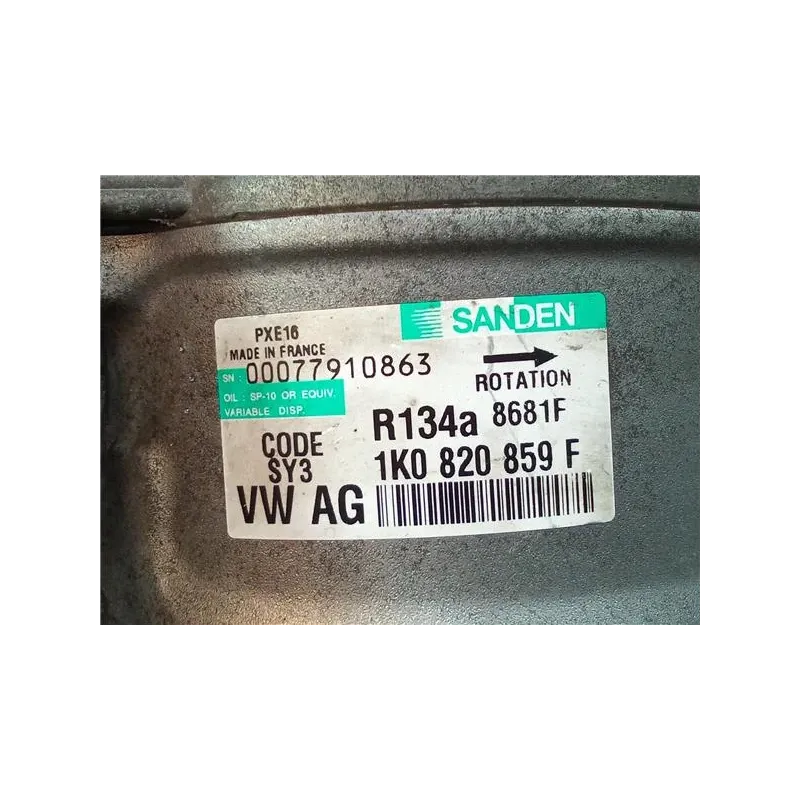 SANDEN
PXE16
MADE IN FRANCE
SN : 00077910863
ROTATION
OIL : SP-10 OR EQUIV.
VARIABLE DISP.
R134a 8681F
CODE
SY3
1K0 820 859 F
VW AG